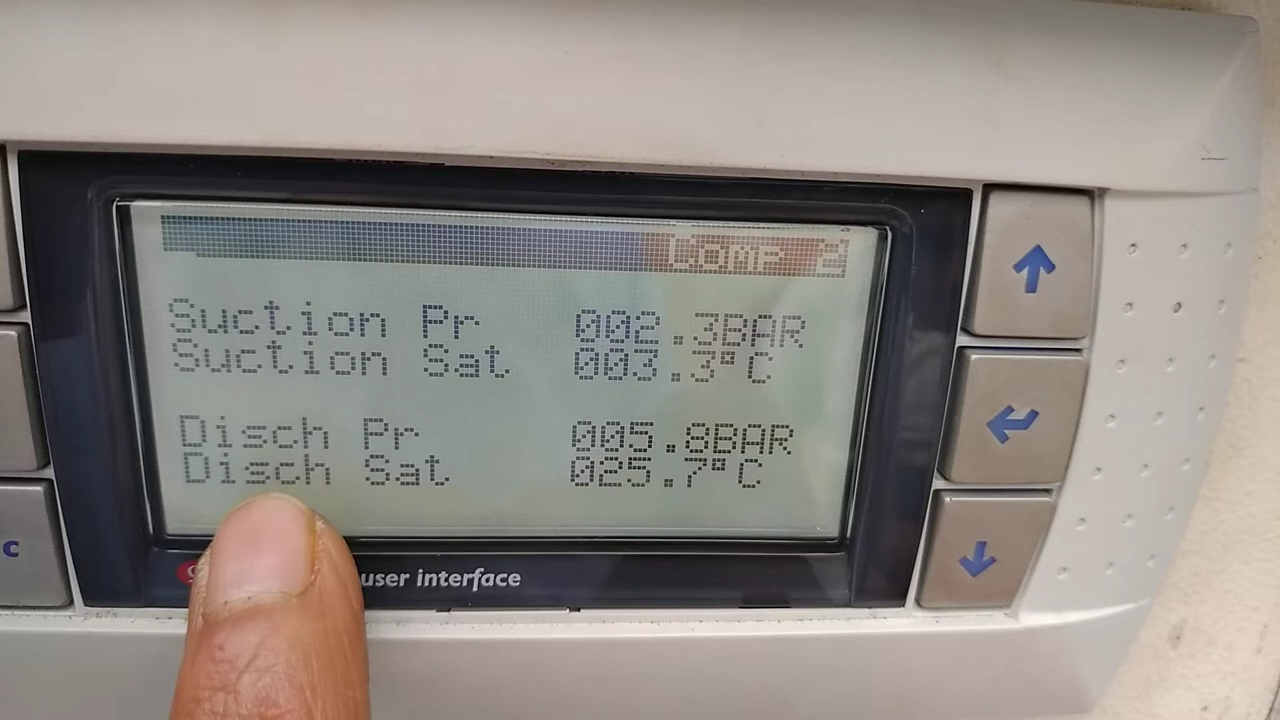 Comp 2
Suction Pr 002.3BAR
Suction Sat 003.3°C
Disch Pr 005.8BAR
Disch Sat 025.7°C
user interface
c